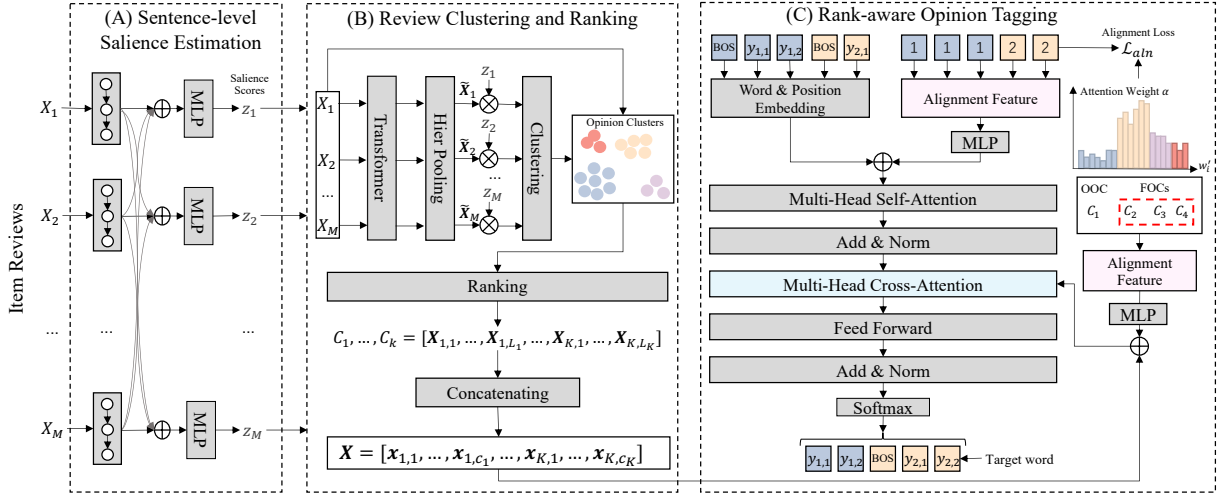 (A) Sentence-level
Salience Estimation
Item Reviews
X_1
X_2
...
X_M
...
MLP
MLP
MLP
Salience
Scores
z_1
z_2
...
z_M
(B) Review Clustering and Ranking
X_1
X_2
...
X_M
Transformer
Hier Pooling
X̃_1
X̃_2
X̃_M
z_1
z_2
...
z_M
Clustering
Opinion Clusters
Ranking
C_1, ..., C_k = [X_{1,1}, ..., X_{1,L_1}, ..., X_{K,1}, ..., X_{K,L_K}]
Concatenating
X = [x_{1,1}, ..., x_{1,c_1}, ..., x_{K,1}, ..., x_{K,c_K}]
(C) Rank-aware Opinion Tagging
BOS y_{1,1} y_{1,2} BOS y_{2,1}
1 1 1 2 2
Alignment Loss
ℒ_{aln}
Word & Position
Embedding
Alignment Feature
MLP
Attention Weight α
w_i^t
Multi-Head Self-Attention
Add & Norm
Multi-Head Cross-Attention
Feed Forward
Add & Norm
Softmax
y_{1,1} y_{1,2} BOS y_{2,1} y_{2,2}
Target word
OOC FOCs
C_1 C_2 C_3 C_4
Alignment
Feature
MLP